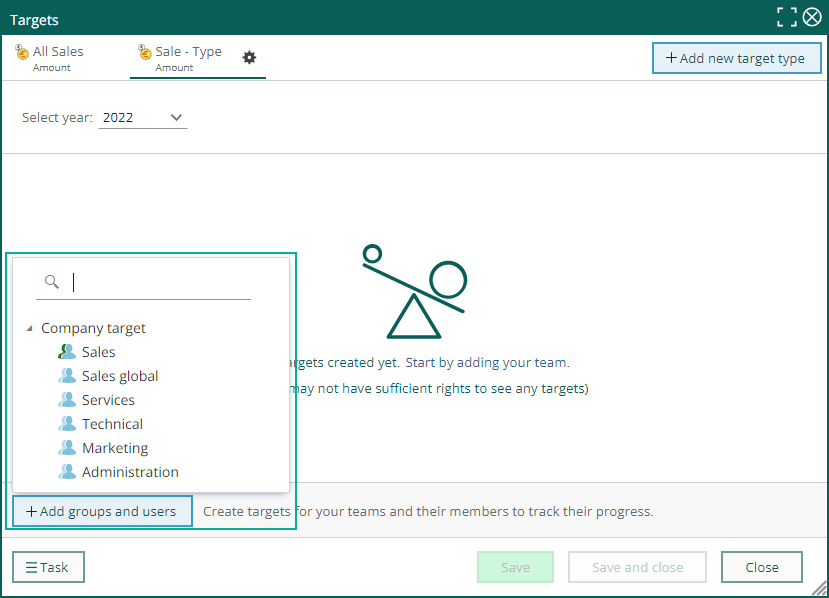 Targets
All Sales
Amount
Sale - Type
Amount
+ Add new target type
Select year: 2022
Company target
Sales
Sales global
Services
Technical
Marketing
Administration
created yet. Start by adding your team.
may not have sufficient rights to see any targets)
+ Add groups and users
Create targets for your teams and their members to track their progress.
Task
Save
Save and close
Close